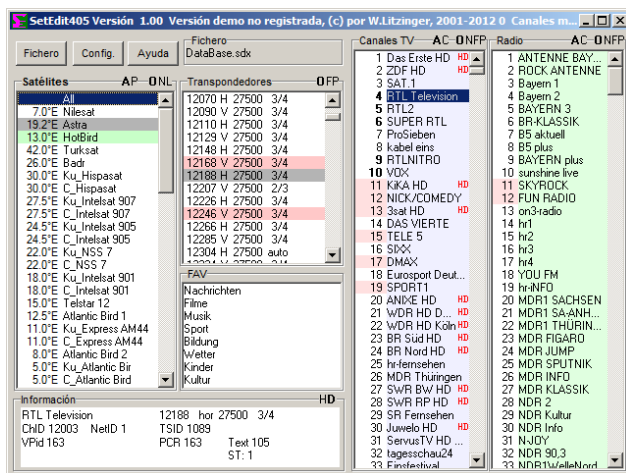 SetEdit405 Versión 1.00 Versión demo no registrada, (c) por W.Litzinger, 2001-2012 0 Canales m...
Fichero
Config.
Ayuda
Fichero
DataBase.sdx
Satélites A P O N L
All
7.0°E Nilesat
19.2°E Astra
13.0°E HotBird
42.0°E Turksat
26.0°E Badr
30.0°E Ku_Hispasat
30.0°E C_Hispasat
27.5°E Ku_Intelsat 907
27.5°E C_Intelsat 907
24.5°E Ku_Intelsat 905
24.5°E C_Intelsat 905
22.0°E Ku_NSS 7
22.0°E C_NSS 7
18.0°E Ku_Intelsat 901
18.0°E C_Intelsat 901
15.0°E Telstar 12
12.5°E Atlantic Bird 1
11.0°E Ku_Express AM44
11.0°E C_Express AM44
8.0°E Atlantic Bird 2
5.0°E Ku_Atlantic Bir
5.0°E C_Atlantic Bird
Transpondedores O F P
12070 H 27500 3/4
12090 V 27500 3/4
12110 H 27500 3/4
12129 V 27500 3/4
12148 H 27500 3/4
12168 V 27500 3/4
12188 H 27500 3/4
12207 V 27500 2/3
12226 H 27500 3/4
12246 V 27500 3/4
12266 H 27500 3/4
12285 V 27500 3/4
12304 H 27500 auto
FAV
Nachrichten
Filme
Musik
Sport
Bildung
Wetter
Kinder
Kultur
Información HD
RTL Television 12188 hor 27500 3/4
ChID 12003 NetID 1 TSID 1089
VPid 163 PCR 163 Text 105
ST: 1
Canales TV A C - O N F P
1 Das Erste HD HD
2 ZDF HD HD
3 SAT.1
4 RTL Television
5 RTL2
6 SUPER RTL
7 ProSieben
8 kabel eins
9 RTLNITRO
10 VOX
11 KiKA HD HD
12 NICK/COMEDY
13 3sat HD HD
14 DAS VIERTE
15 TELE 5
16 SIXX
17 DMAX
18 Eurosport Deut...
19 SPORT1
20 ANIXE HD HD
21 WDR HD D... HD
22 WDR HD Köln HD
23 BR Süd HD HD
24 BR Nord HD HD
25 hr-fernsehen
26 MDR Thüringen
27 SWR BW HD HD
28 SWR RP HD HD
29 SR Fernsehen
30 Juwelo HD HD
31 ServusTV HD ...
32 tagesschau24
33 Einsfestival
Radio A C - O N F P
1 ANTENNE BAY...
2 ROCK ANTENNE
3 Bayern 1
4 Bayern 2
5 BAYERN 3
6 BR-KLASSIK
7 B5 aktuell
8 B5 plus
9 BAYERN plus
10 sunshine live
11 SKYROCK
12 FUN RADIO
13 on3-radio
14 hr1
15 hr2
16 hr3
17 hr4
18 YOU FM
19 hr-iNFO
20 MDR1 SACHSEN
21 MDR1 SA-ANH...
22 MDR1 THÜRIN...
23 MDR FIGARO
24 MDR JUMP
25 MDR SPUTNIK
26 MDR INFO
27 MDR KLASSIK
28 NDR 2
29 NDR Kultur
30 NDR Info
31 N-JOY
32 NDR 90,3
33 NDR1WelleNord